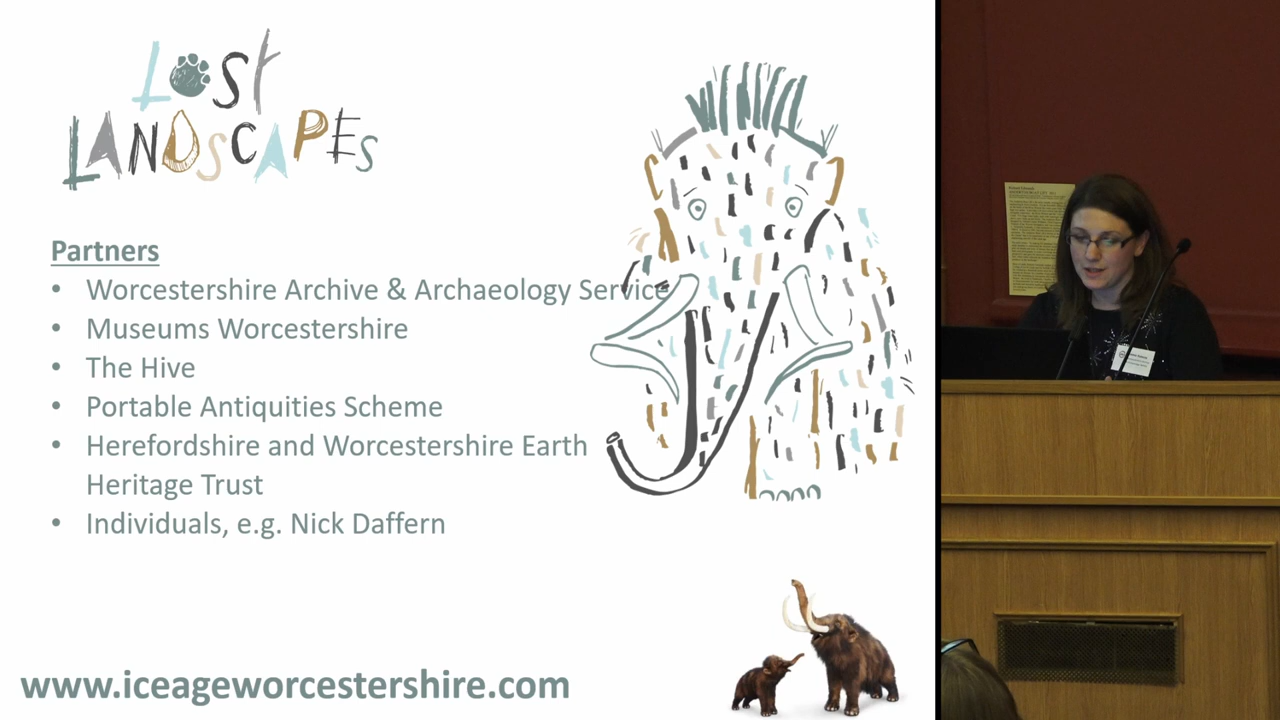 LOST
LANDSCAPES
Partners
• Worcestershire Archive & Archaeology Service
• Museums Worcestershire
• The Hive
• Portable Antiquities Scheme
• Herefordshire and Worcestershire Earth
Heritage Trust
• Individuals, e.g. Nick Daffern
www.iceageworcestershire.com